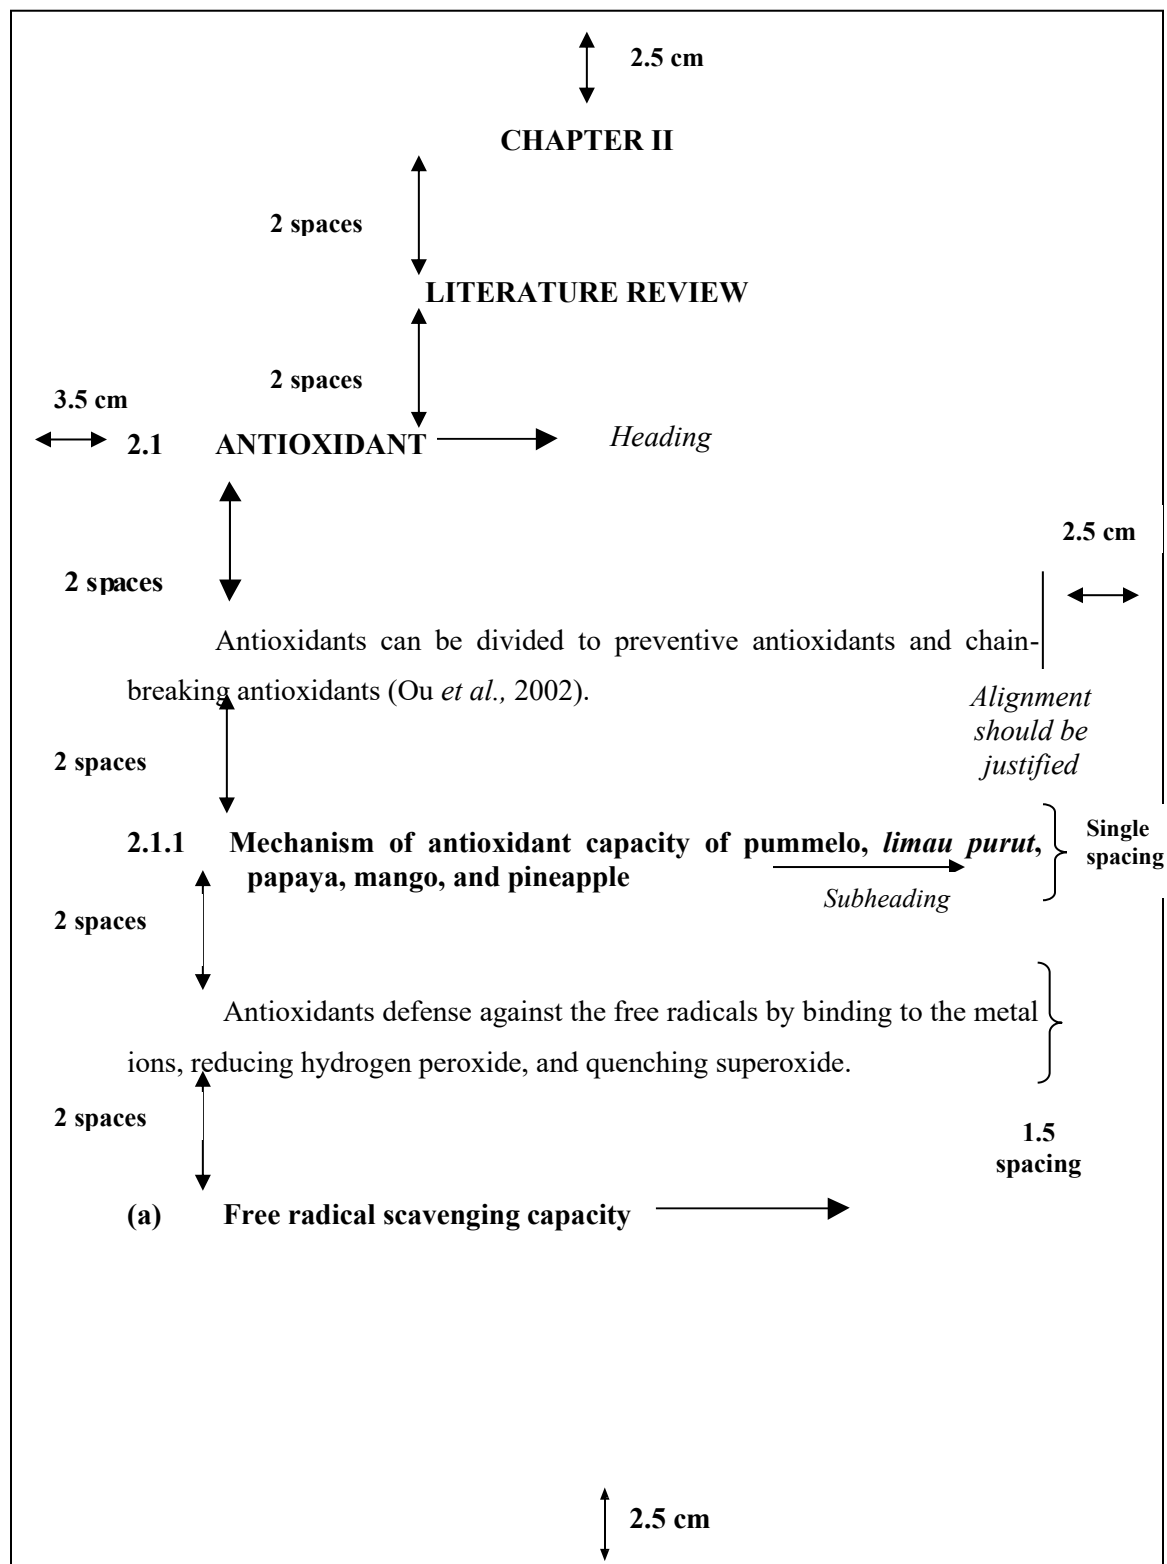 2.5 cm
CHAPTER II
2 spaces
LITERATURE REVIEW
2 spaces
3.5 cm
2.1 ANTIOXIDANT
Heading
2.5 cm
2 spaces
Antioxidants can be divided to preventive antioxidants and chain-
breaking antioxidants (Ou et al., 2002).
Alignment
should be
justified
2 spaces
2.1.1 Mechanism of antioxidant capacity of pummelo, limau purut,
papaya, mango, and pineapple
Single
spacing
Subheading
2 spaces
Antioxidants defense against the free radicals by binding to the metal
ions, reducing hydrogen peroxide, and quenching superoxide.
2 spaces
1.5
spacing
(a) Free radical scavenging capacity
2.5 cm